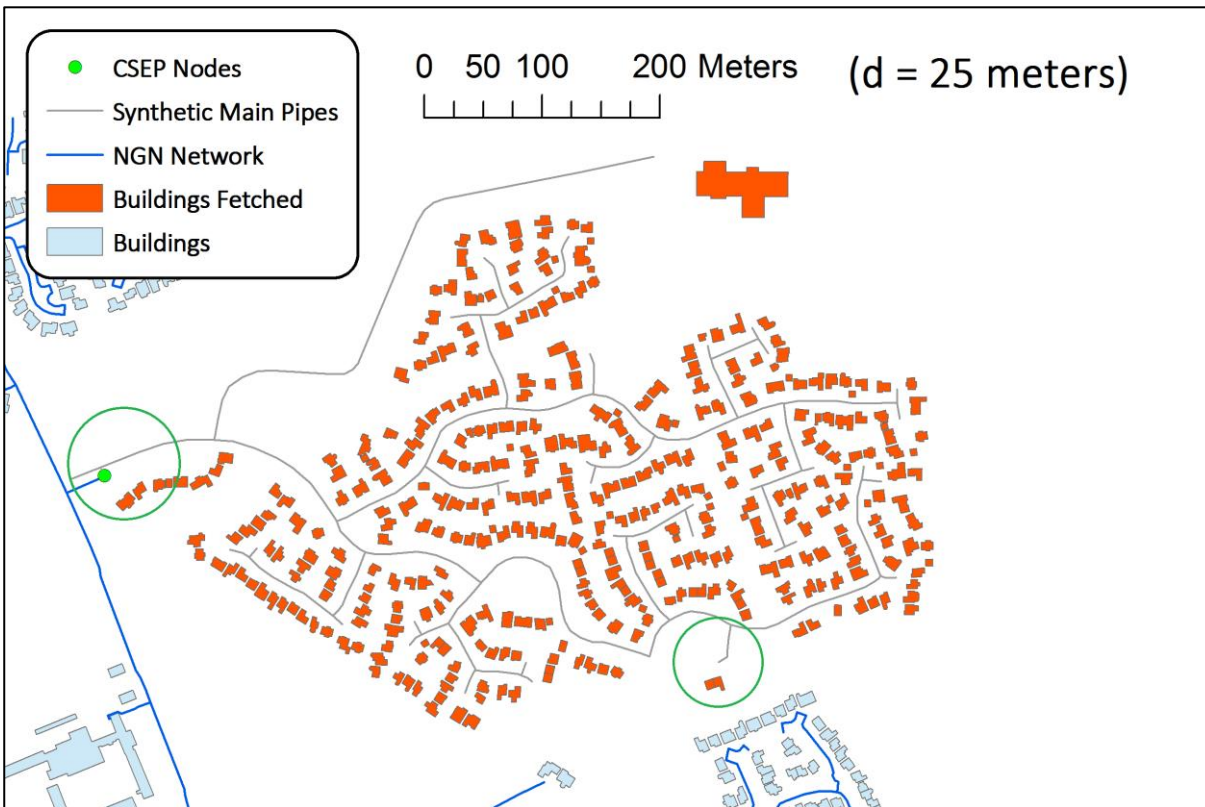 CSEP Nodes
Synthetic Main Pipes
NGN Network
Buildings Fetched
Buildings
0 50 100 200 Meters
(d = 25 meters)